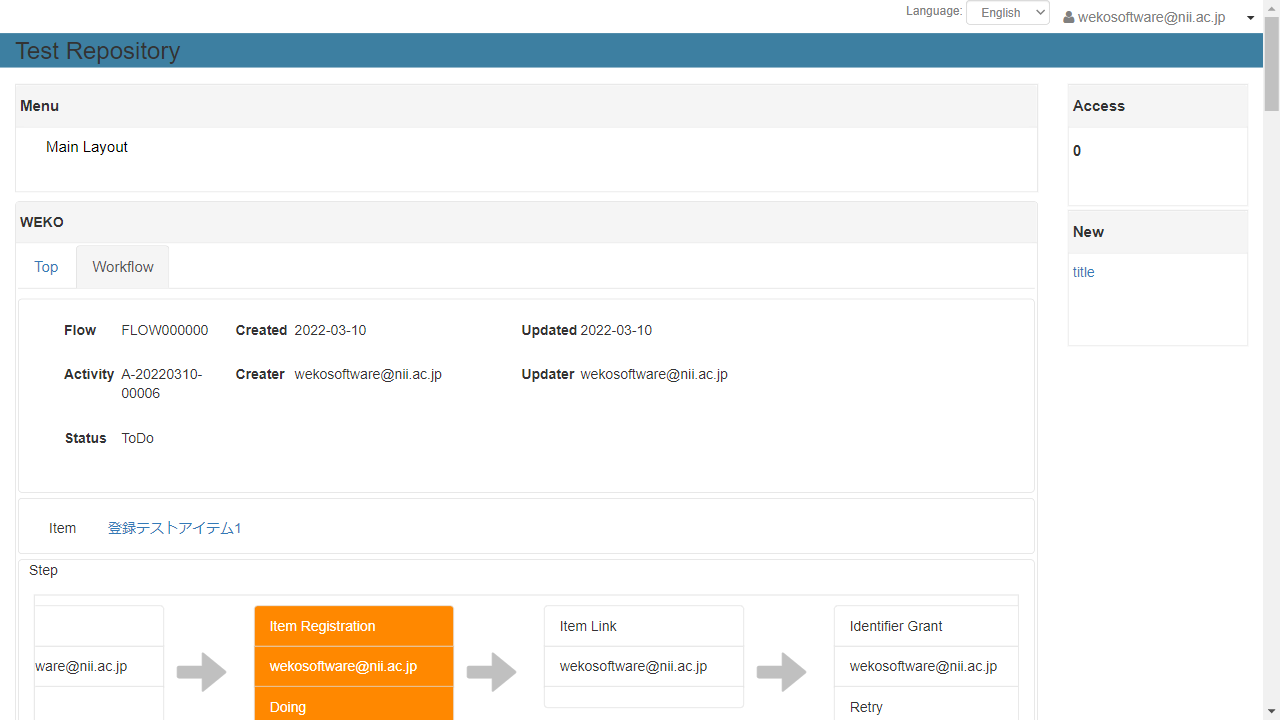 Language: English wekosoftware@nii.ac.jp
Test Repository
Menu
Main Layout
Access
0
New
title
WEKO
Top Workflow
Flow FLOW000000 Created 2022-03-10 Updated 2022-03-10
Activity A-20220310-00006 Creater wekosoftware@nii.ac.jp Updater wekosoftware@nii.ac.jp
Status ToDo
Item 登録テストアイテム1
Step
Item Registration Item Link Identifier Grant
ware@nii.ac.jp wekosoftware@nii.ac.jp wekosoftware@nii.ac.jp wekosoftware@nii.ac.jp
Doing Retry